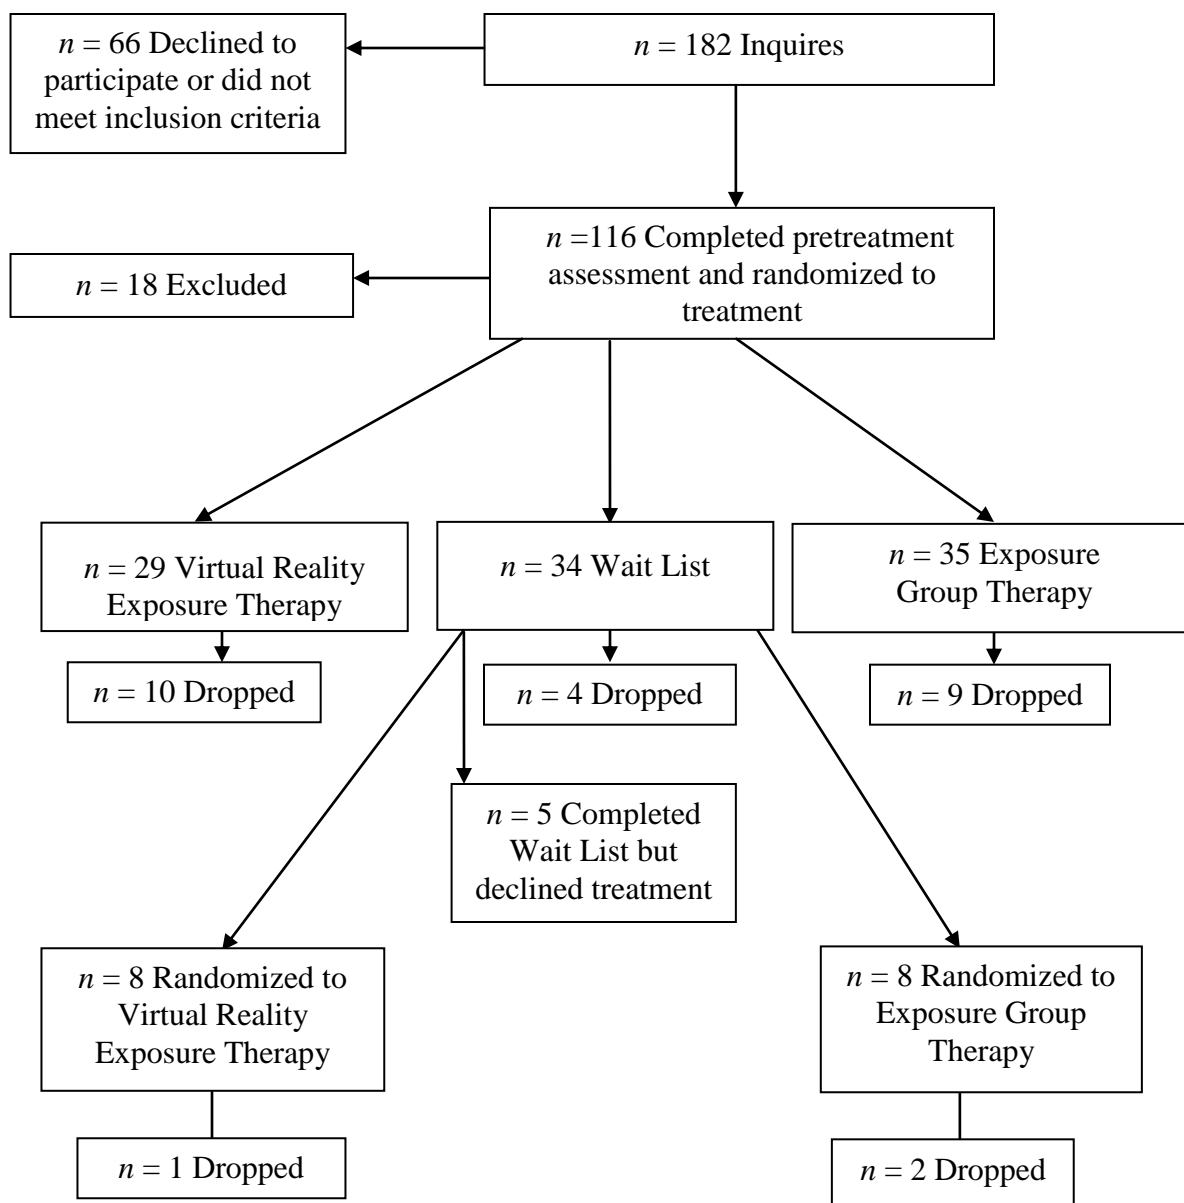 n = 66 Declined to
participate or did not
meet inclusion criteria
n = 182 Inquires
n =116 Completed pretreatment
assessment and randomized to
treatment
n = 18 Excluded
n = 29 Virtual Reality
Exposure Therapy
n = 34 Wait List
n = 35 Exposure
Group Therapy
n = 10 Dropped
n = 4 Dropped
n = 9 Dropped
n = 5 Completed
Wait List but
declined treatment
n = 8 Randomized to
Virtual Reality
Exposure Therapy
n = 8 Randomized to
Exposure Group
Therapy
n = 1 Dropped
n = 2 Dropped